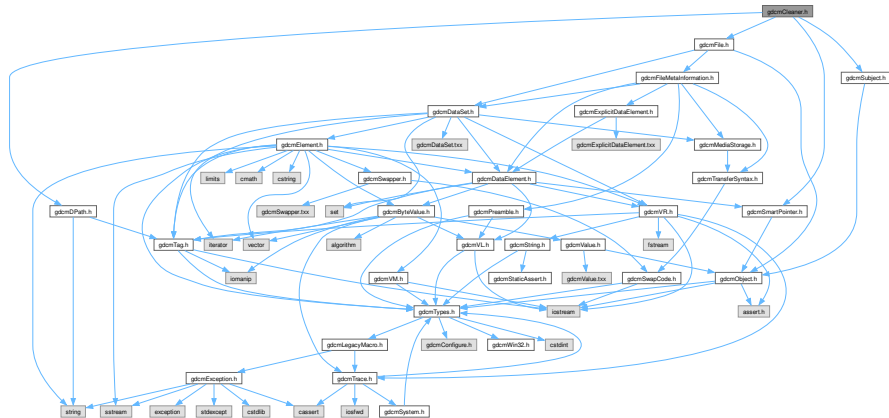 gdcmCleaner.h
gdcmFile.h
gdcmFileMetaInformation.h
gdcmSubject.h
gdcmDataSet.h
gdcmExplicitDataElement.h
gdcmElement.h
gdcmDataSet.txx
gdcmExplicitDataElement.txx
gdcmMediaStorage.h
limits
cmath
cstring
gdcmSwapper.h
gdcmDataElement.h
gdcmTransferSyntax.h
gdcmDPath.h
gdcmSwapper.txx
set
gdcmByteValue.h
gdcmPreamble.h
gdcmVR.h
gdcmSmartPointer.h
gdcmTag.h
iterator
vector
algorithm
gdcmVL.h
gdcmString.h
gdcmValue.h
fstream
iomanip
gdcmVM.h
gdcmStaticAssert.h
gdcmValue.txx
gdcmSwapCode.h
gdcmObject.h
gdcmTypes.h
iostream
assert.h
gdcmLegacyMacro.h
gdcmConfigure.h
gdcmWin32.h
cstdint
gdcmException.h
gdcmTrace.h
string
sstream
exception
stdexcept
cstdlib
cassert
iosfwd
gdcmSystem.h